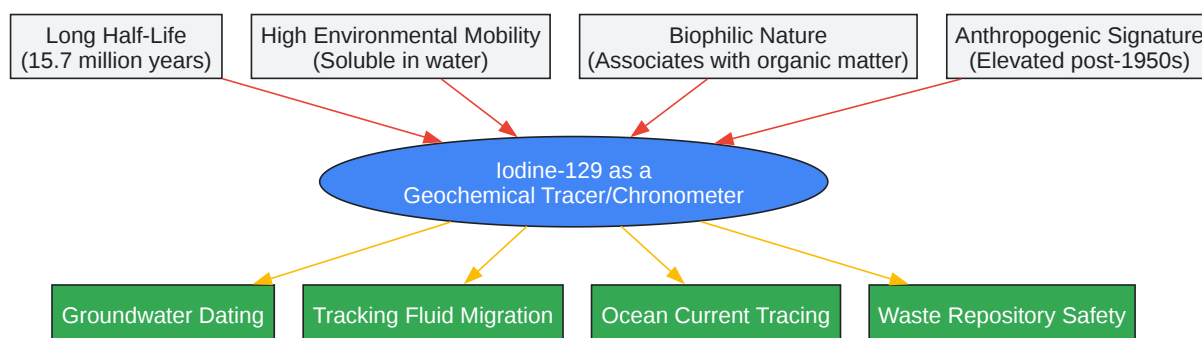 Long Half-Life
(15.7 million years)
High Environmental Mobility
(Soluble in water)
Biophilic Nature
(Associates with organic matter)
Anthropogenic Signature
(Elevated post-1950s)
Iodine-129 as a
Geochemical Tracer/Chronometer
Groundwater Dating
Tracking Fluid Migration
Ocean Current Tracing
Waste Repository Safety